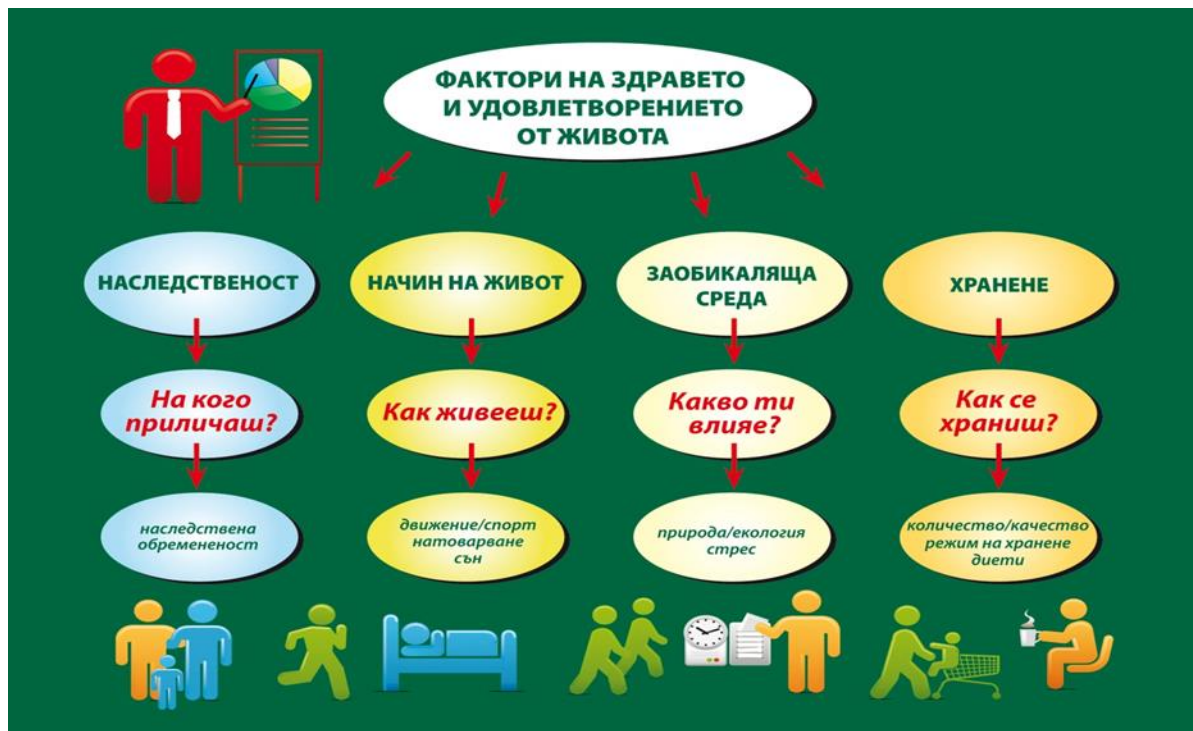 ФАКТОРИ НА ЗДРАВЕТО
И УДОВЛЕТВОРЕНИЕТО
ОТ ЖИВОТА
НАСЛЕДСТВЕНОСТ
НАЧИН НА ЖИВОТ
ЗАОБИКАЛЯЩА
СРЕДА
ХРАНЕНЕ
На кого
приличаш?
Как живееш?
Какво ти
влияе?
Как се
храниш?
наследствена
обремененост
движение/спорт
натоварване
сън
природа/екология
стрес
количество/качество
режим на хранене
диети